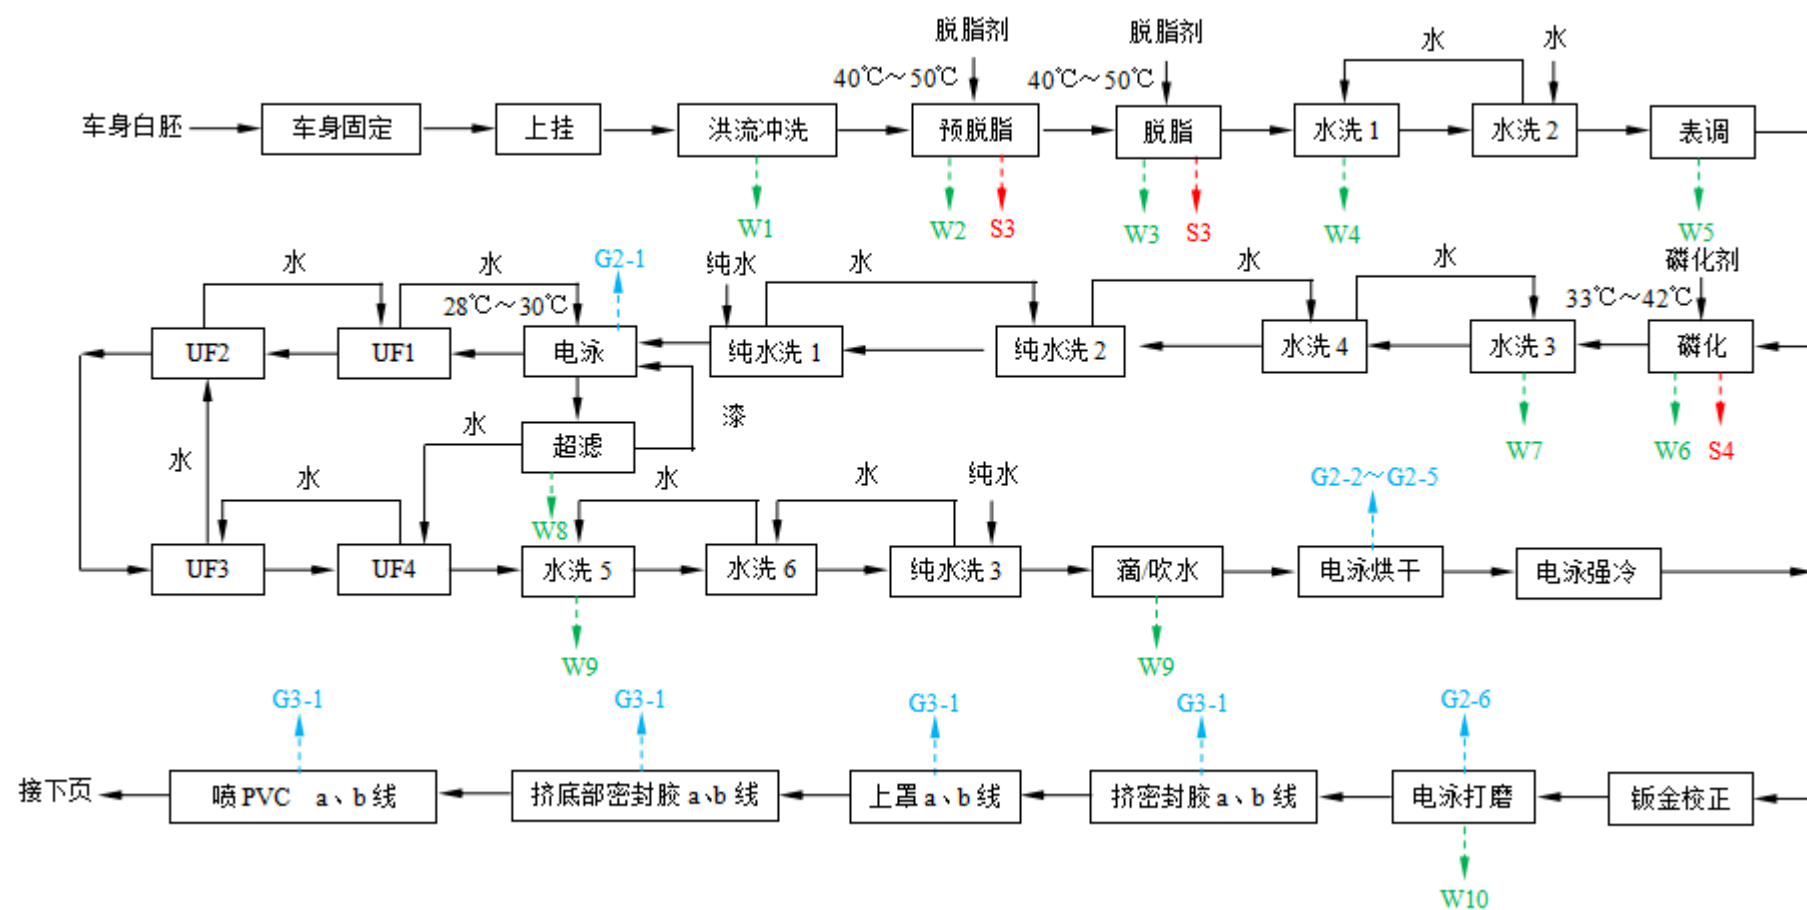 脱脂剂
脱脂剂
水
水
40℃～50℃
40℃～50℃
车身白胚
车身固定
上挂
洪流冲洗
预脱脂
脱脂
水洗 1
水洗 2
表调
W1
W2
S3
W3
S3
W4
W5
水
水
G2-1
纯水
水
水
水
磷化剂
28℃～30℃
33℃～42℃
UF2
UF1
电泳
纯水洗 1
纯水洗 2
水洗 4
水洗 3
磷化
漆
水
超滤
W7
W6
S4
水
水
水
水
纯水
G2-2～G2-5
W8
UF3
UF4
水洗 5
水洗 6
纯水洗 3
滴/吹水
电泳烘干
电泳强冷
W9
W9
G3-1
G3-1
G3-1
G3-1
G2-6
接下页
喷 PVC a、b 线
挤底部密封胶 a、b 线
上罩 a、b 线
挤密封胶 a、b 线
电泳打磨
钣金校正
W10